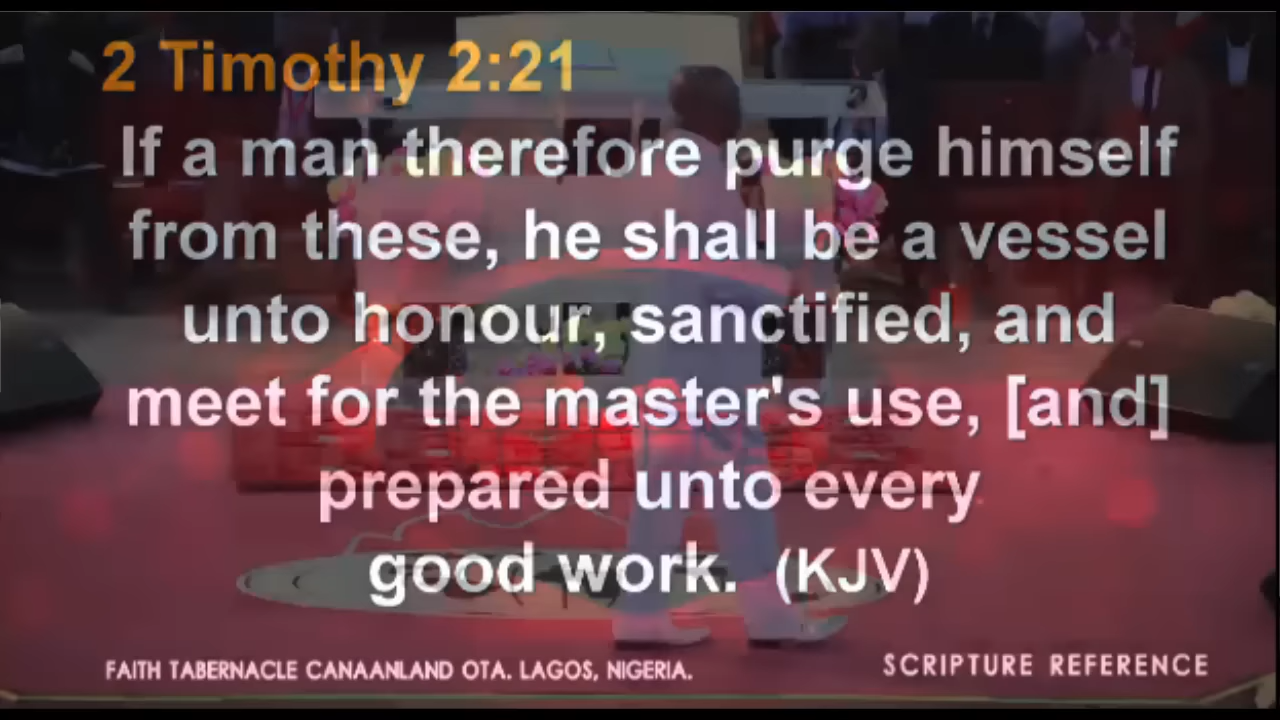 2 Timothy 2:21
If a man therefore purge himself
from these, he shall be a vessel
unto honour, sanctified, and
meet for the master's use, [and]
prepared unto every
good work. (KJV)
FAITH TABERNACLE CANAANLAND OTA. LAGOS, NIGERIA.
SCRIPTURE REFERENCE